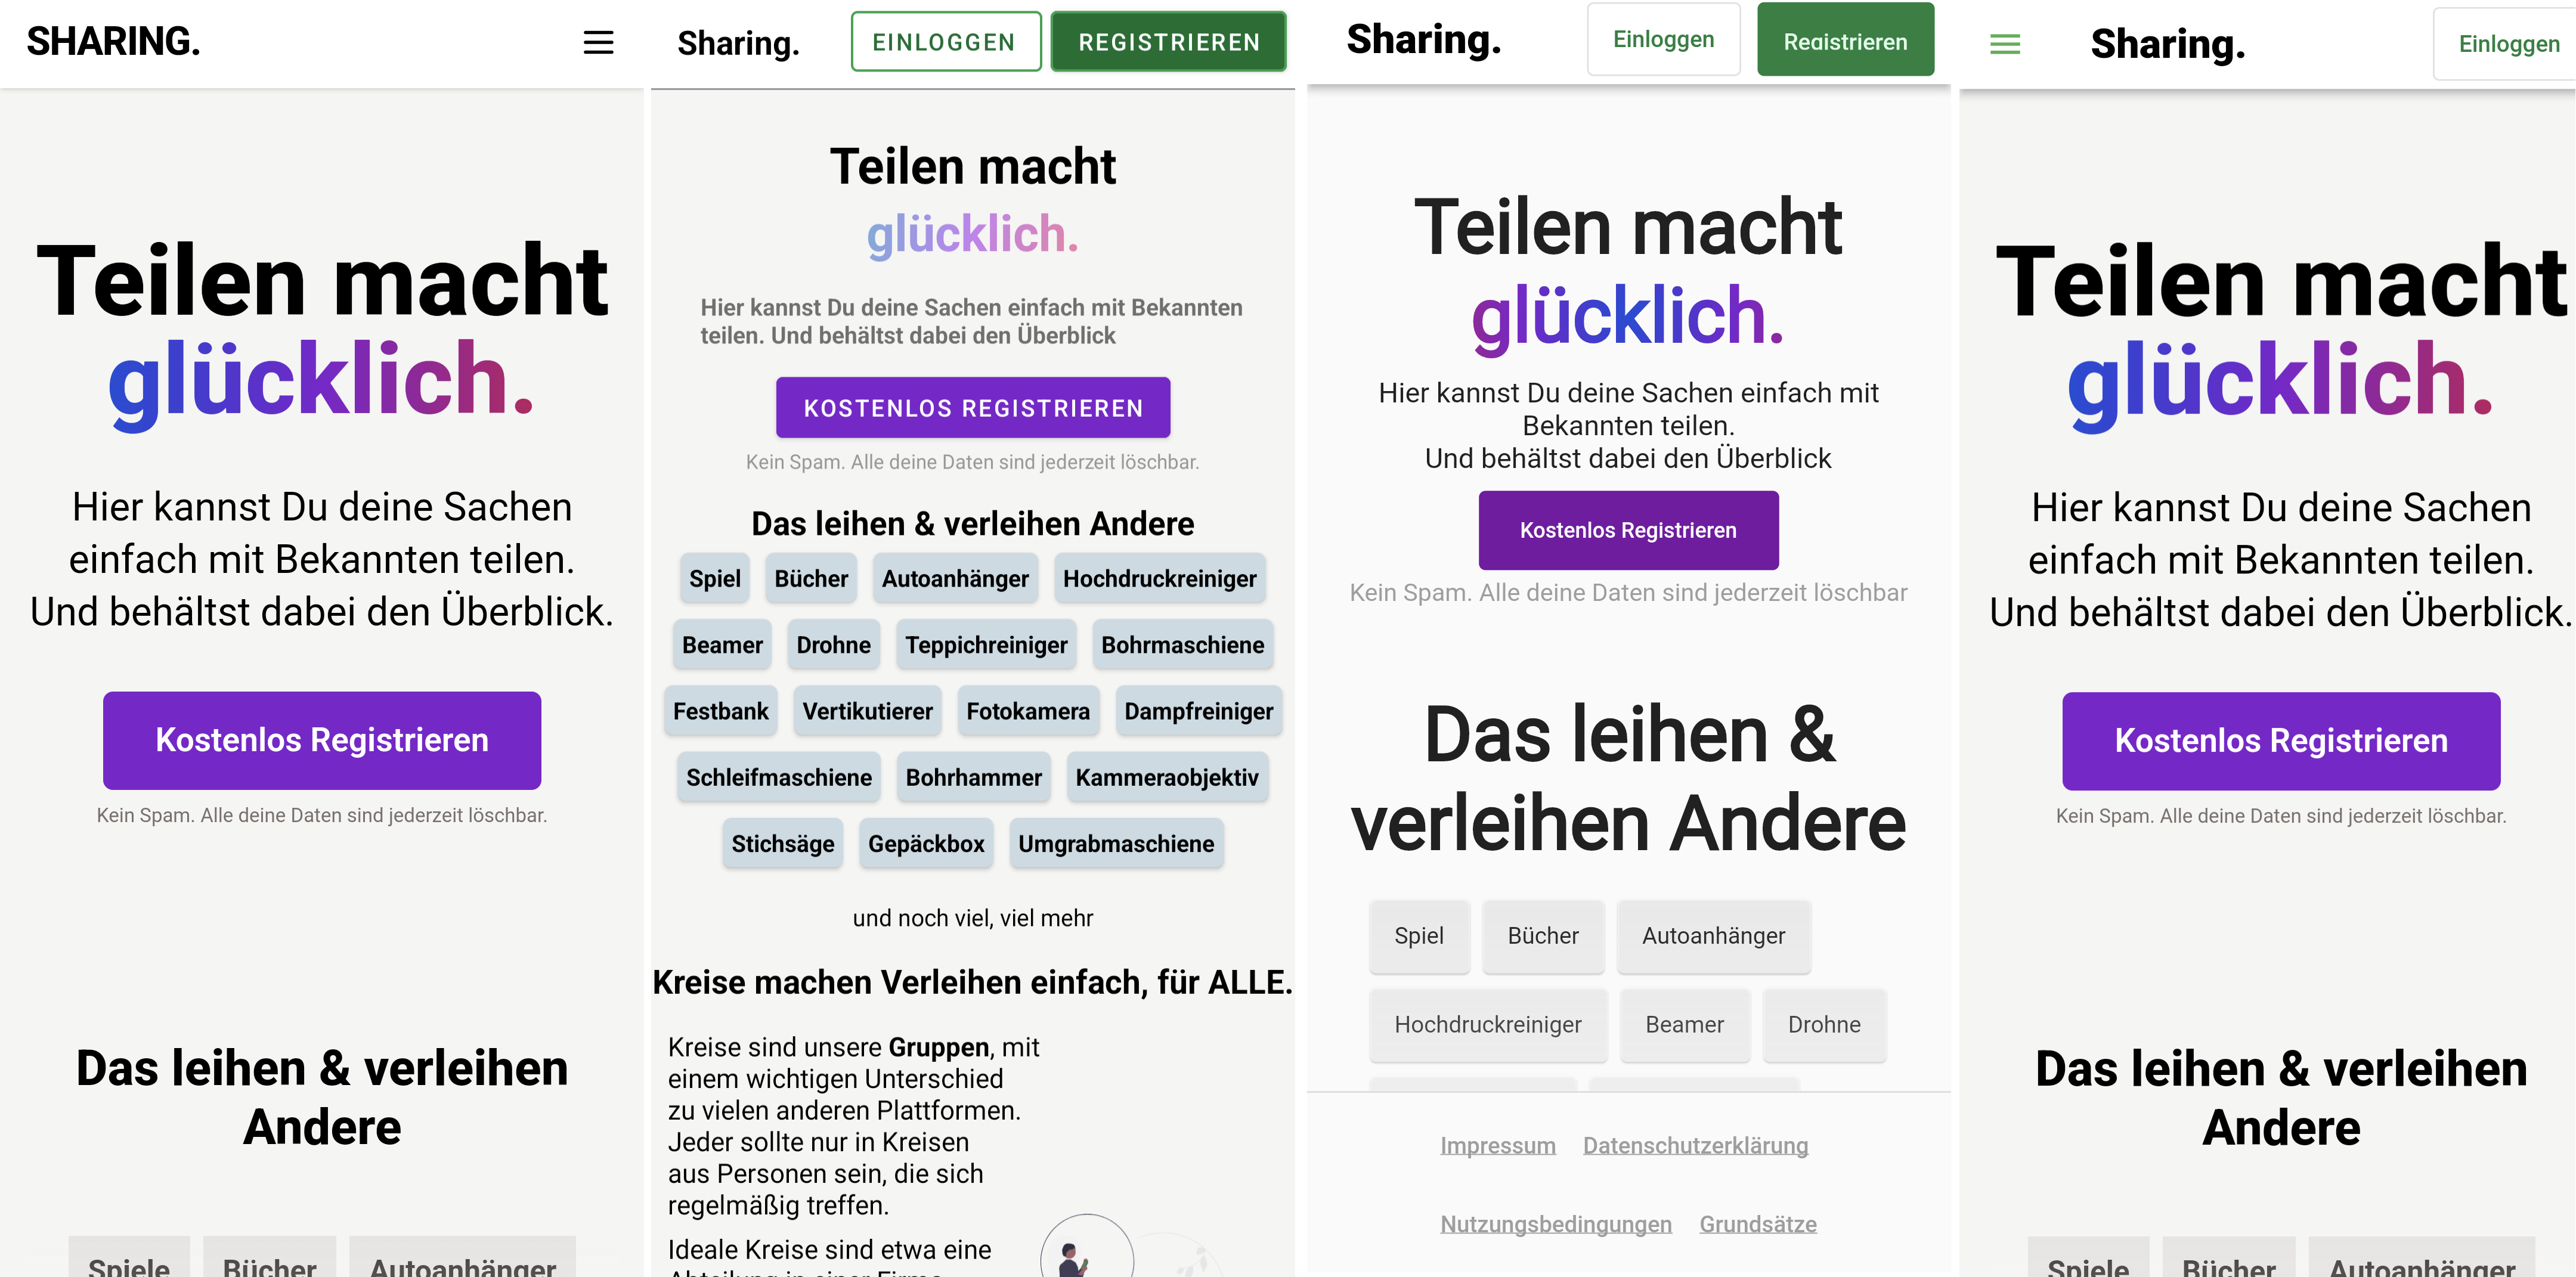 SHARING.
Teilen macht
glücklich.
Hier kannst Du deine Sachen
einfach mit Bekannten teilen.
Und behältst dabei den Überblick.
Kostenlos Registrieren
Kein Spam. Alle deine Daten sind jederzeit löschbar.
Das leihen & verleihen
Andere
Spiele Bücher Autoanhänger
Sharing. EINLOGGEN REGISTRIEREN
Teilen macht
glücklich.
Hier kannst Du deine Sachen einfach mit Bekannten
teilen. Und behältst dabei den Überblick
KOSTENLOS REGISTRIEREN
Kein Spam. Alle deine Daten sind jederzeit löschbar.
Das leihen & verleihen Andere
Spiel Bücher Autoanhänger Hochdruckreiniger
Beamer Drohne Teppichreiniger Bohrmaschiene
Festbank Vertikutierer Fotokamera Dampfreiniger
Schleifmaschiene Bohrhammer Kammeraobjektiv
Stichsäge Gepäckbox Umgrabmaschiene
und noch viel, viel mehr
Kreise machen Verleihen einfach, für ALLE.
Kreise sind unsere Gruppen, mit
einem wichtigen Unterschied
zu vielen anderen Plattformen.
Jeder sollte nur in Kreisen
aus Personen sein, die sich
regelmäßig treffen.
Ideale Kreise sind etwa eine
Abteilung in einer Firma
Sharing. Einloggen Registrieren
Teilen macht
glücklich.
Hier kannst Du deine Sachen einfach mit
Bekannten teilen.
Und behältst dabei den Überblick
Kostenlos Registrieren
Kein Spam. Alle deine Daten sind jederzeit löschbar
Das leihen &
verleihen Andere
Spiel Bücher Autoanhänger
Hochdruckreiniger Beamer Drohne
Impressum Datenschutzerklärung
Nutzungsbedingungen Grundsätze
Sharing. Einloggen
Teilen macht
glücklich.
Hier kannst Du deine Sachen
einfach mit Bekannten teilen.
Und behältst dabei den Überblick.
Kostenlos Registrieren
Kein Spam. Alle deine Daten sind jederzeit löschbar.
Das leihen & verleihen
Andere
Spiele Bücher Autoanhänger